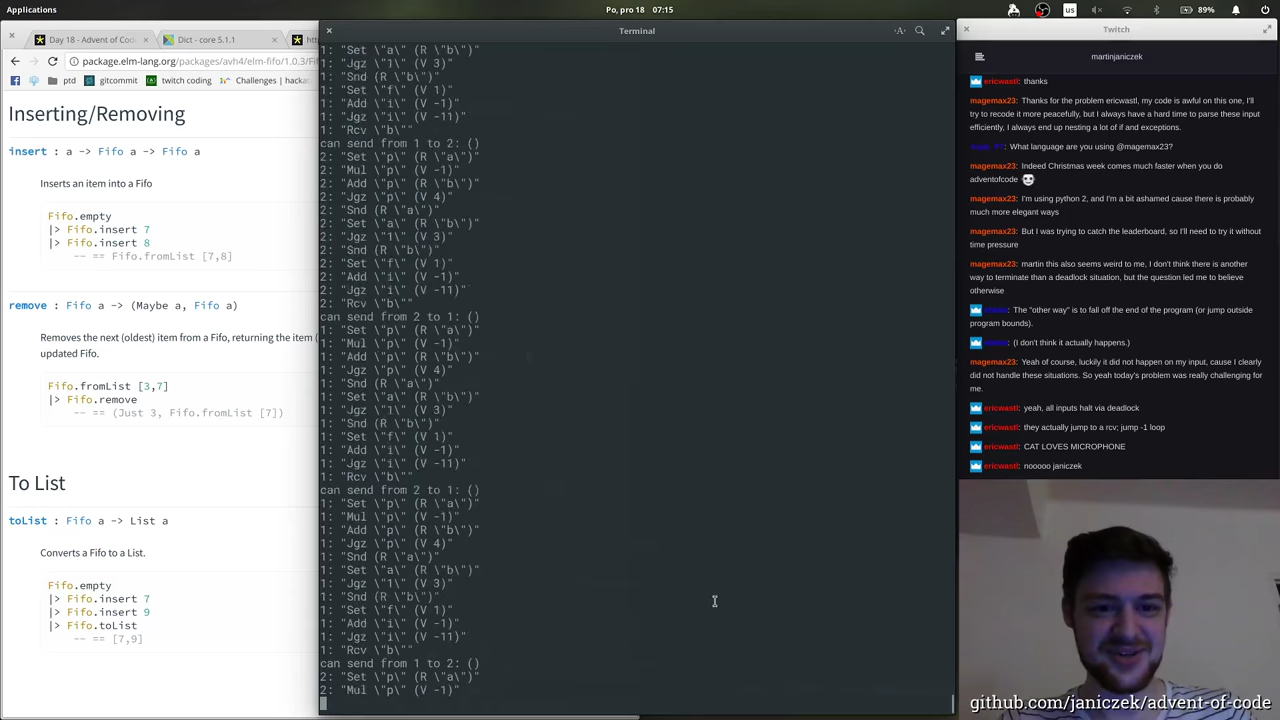 Applications
Po, pro 18 07:15
us
89%
Day 18 - Advent of Cod
Dict - core 5.1.1
package.elm-lang.org/packages/avh4/elm-fifo/1.0.3/Fif
ptd
gitcommit
twitch coding
Challenges | hackat
Inserting/Removing
insert : a -> Fifo a -> Fifo a
Inserts an item into a Fifo
Fifo.empty
|> Fifo.insert 7
|> Fifo.insert 8
-- == Fifo.fromList [7,8]
remove : Fifo a -> (Maybe a, Fifo a)
Removes the next (oldest) item from a Fifo, returning the item (
updated Fifo.
Fifo.fromList [3,7]
|> Fifo.remove
-- == (Just 3, Fifo.fromList [7])
To List
toList : Fifo a -> List a
Converts a Fifo to a List.
Fifo.empty
|> Fifo.insert 7
|> Fifo.insert 9
|> Fifo.toList
-- == [7,9]
Terminal
1: "Set \"a\" (R \"b\")"
1: "Jgz \"1\" (V 3)"
1: "Snd (R \"b\")"
1: "Set \"f\" (V 1)"
1: "Add \"i\" (V -1)"
1: "Jgz \"i\" (V -11)"
1: "Rcv \"b\""
can send from 1 to 2: ()
2: "Set \"p\" (R \"a\")"
2: "Mul \"p\" (V -1)"
2: "Add \"p\" (R \"b\")"
2: "Jgz \"p\" (V 4)"
2: "Snd (R \"a\")"
2: "Set \"a\" (R \"b\")"
2: "Jgz \"1\" (V 3)"
2: "Snd (R \"b\")"
2: "Set \"f\" (V 1)"
2: "Add \"i\" (V -1)"
2: "Jgz \"i\" (V -11)"
2: "Rcv \"b\""
can send from 2 to 1: ()
1: "Set \"p\" (R \"a\")"
1: "Mul \"p\" (V -1)"
1: "Add \"p\" (R \"b\")"
1: "Jgz \"p\" (V 4)"
1: "Snd (R \"a\")"
1: "Set \"a\" (R \"b\")"
1: "Jgz \"1\" (V 3)"
1: "Snd (R \"b\")"
1: "Set \"f\" (V 1)"
1: "Add \"i\" (V -1)"
1: "Jgz \"i\" (V -11)"
1: "Rcv \"b\""
can send from 2 to 1: ()
1: "Set \"p\" (R \"a\")"
1: "Mul \"p\" (V -1)"
1: "Add \"p\" (R \"b\")"
1: "Jgz \"p\" (V 4)"
1: "Snd (R \"a\")"
1: "Set \"a\" (R \"b\")"
1: "Jgz \"1\" (V 3)"
1: "Snd (R \"b\")"
1: "Set \"f\" (V 1)"
1: "Add \"i\" (V -1)"
1: "Jgz \"i\" (V -11)"
1: "Rcv \"b\""
can send from 1 to 2: ()
2: "Set \"p\" (R \"a\")"
2: "Mul \"p\" (V -1)"
Twitch
martinjaniczek
ericwastl: thanks
magemax23: Thanks for the problem ericwastl, my code is awful on this one, I'll
try to recode it more peacefully, but I always have a hard time to parse these input
efficiently, I always end up nesting a lot of if and exceptions.
What language are you using @magemax23?
magemax23: Indeed Christmas week comes much faster when you do
adventofcode
magemax23: I'm using python 2, and I'm a bit ashamed cause there is probably
much more elegant ways
magemax23: But I was trying to catch the leaderboard, so I'll need to try it without
time pressure
magemax23: martin this also seems weird to me, I don't think there is another
way to terminate than a deadlock situation, but the question led me to believe
otherwise
The "other way" is to fall off the end of the program (or jump outside
program bounds).
(I don't think it actually happens.)
magemax23: Yeah of course, luckily it did not happen on my input, cause I clearly
did not handle these situations. So yeah today's problem was really challenging for
me.
ericwastl: yeah, all inputs halt via deadlock
ericwastl: they actually jump to a rcv; jump -1 loop
ericwastl: CAT LOVES MICROPHONE
ericwastl: nooooo janiczek
github.com/janiczek/advent-of-code